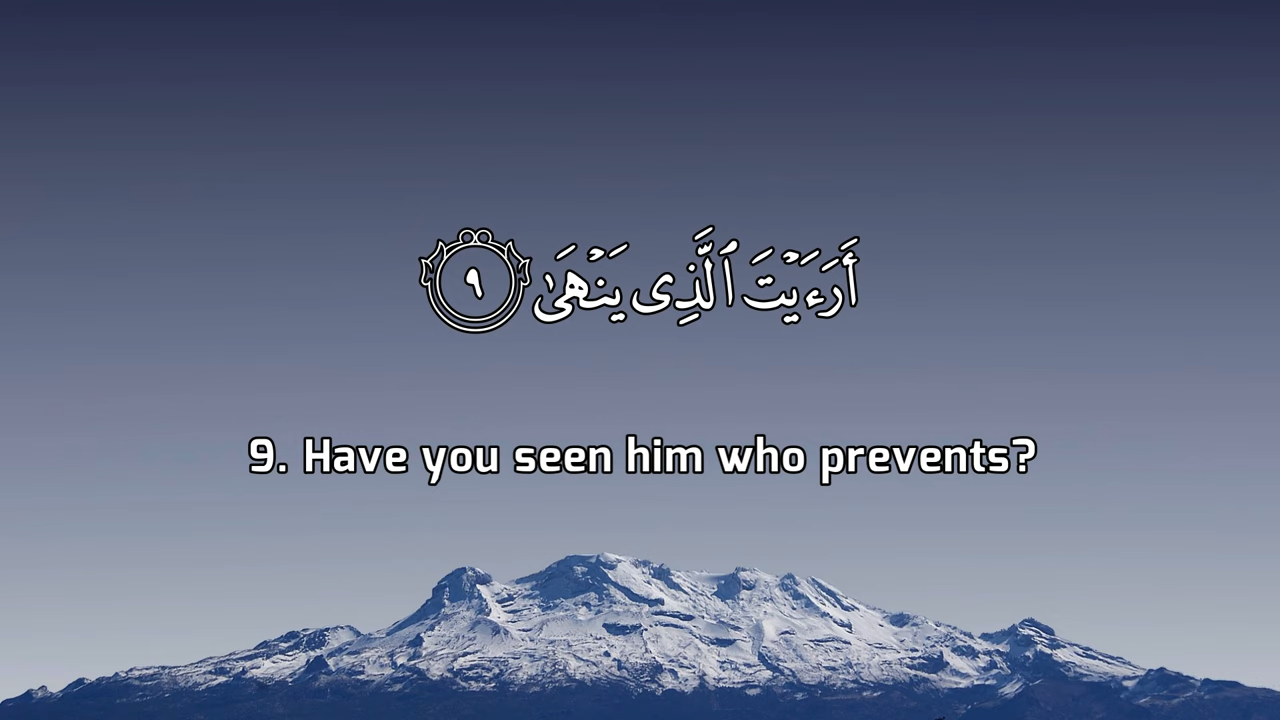 أَرَءَيْتَ ٱلَّذِى يَنْهَىٰ ٩
9. Have you seen him who prevents?